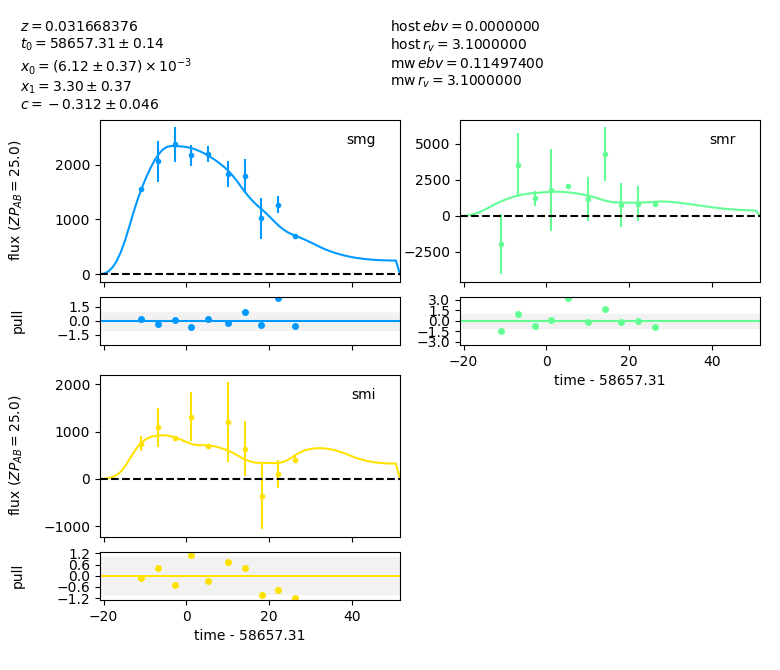 z = 0.031668376
t₀ = 58657.31 ± 0.14
x₀ = (6.12 ± 0.37) × 10⁻³
x₁ = 3.30 ± 0.37
c = −0.312 ± 0.046
host ebv = 0.0000000
host r_v = 3.1000000
mw ebv = 0.11497400
mw r_v = 3.1000000
smg
flux (ZP_AB = 25.0)
2000
1000
0
pull
1.5
0.0
−1.5
smr
5000
2500
0
−2500
3.0
1.5
0.0
−1.5
−3.0
−20
0
20
40
time - 58657.31
smi
flux (ZP_AB = 25.0)
2000
1000
0
−1000
pull
1.2
0.6
0.0
−0.6
−1.2
−20
0
20
40
time - 58657.31